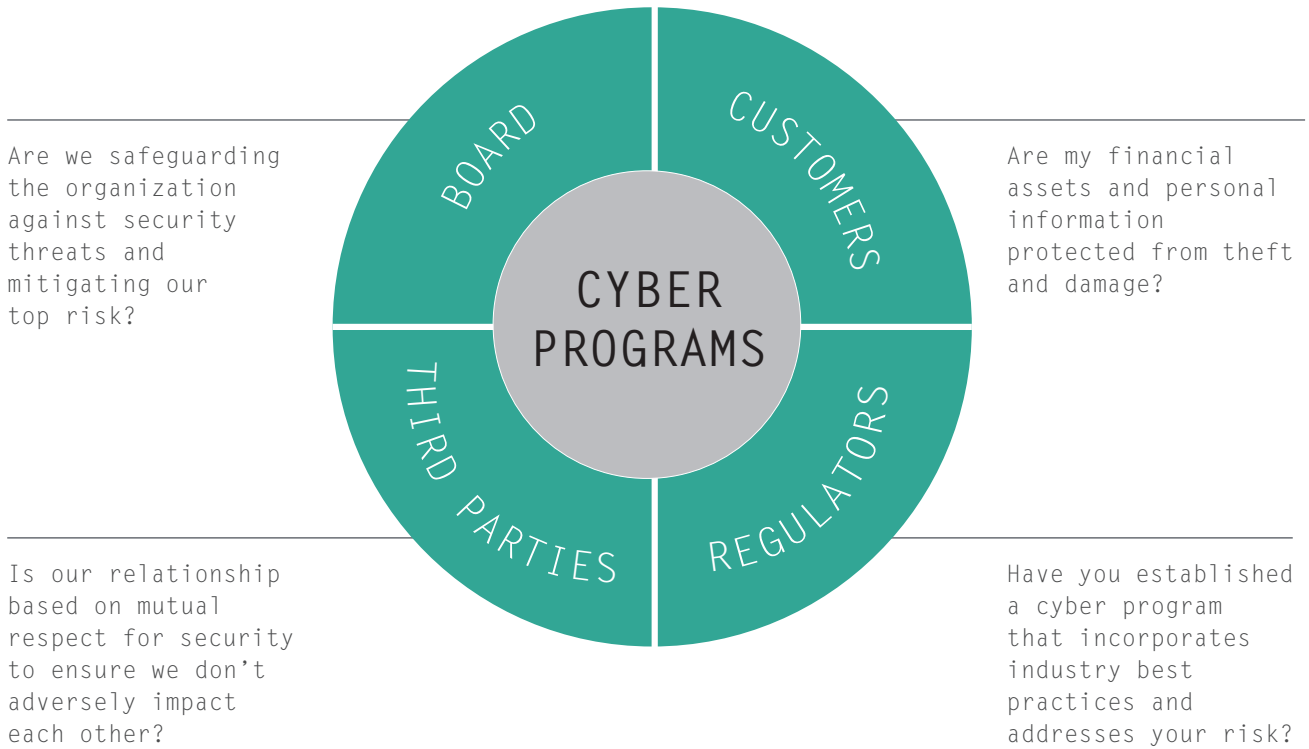 BOARD
CUSTOMERS
Are we safeguarding
the organization
against security
threats and
mitigating our
top risk?
Are my financial
assets and personal
information
protected from theft
and damage?
CYBER
PROGRAMS
THIRD PARTIES
REGULATORS
Is our relationship
based on mutual
respect for security
to ensure we don't
adversely impact
each other?
Have you established
a cyber program
that incorporates
industry best
practices and
addresses your risk?